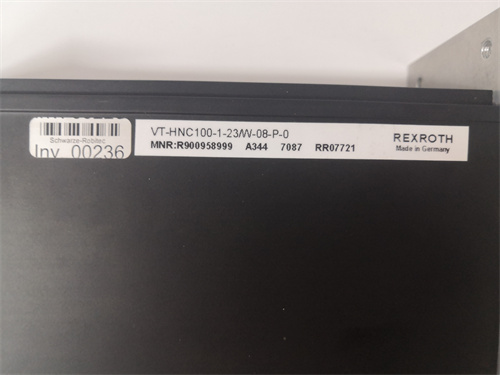 Schwarze-Robitec
Inv 00236
VT-HNC100-1-23/W-08-P-0
MNR:R900958999 A344 7087 RR07721
REXROTH
Made in Germany